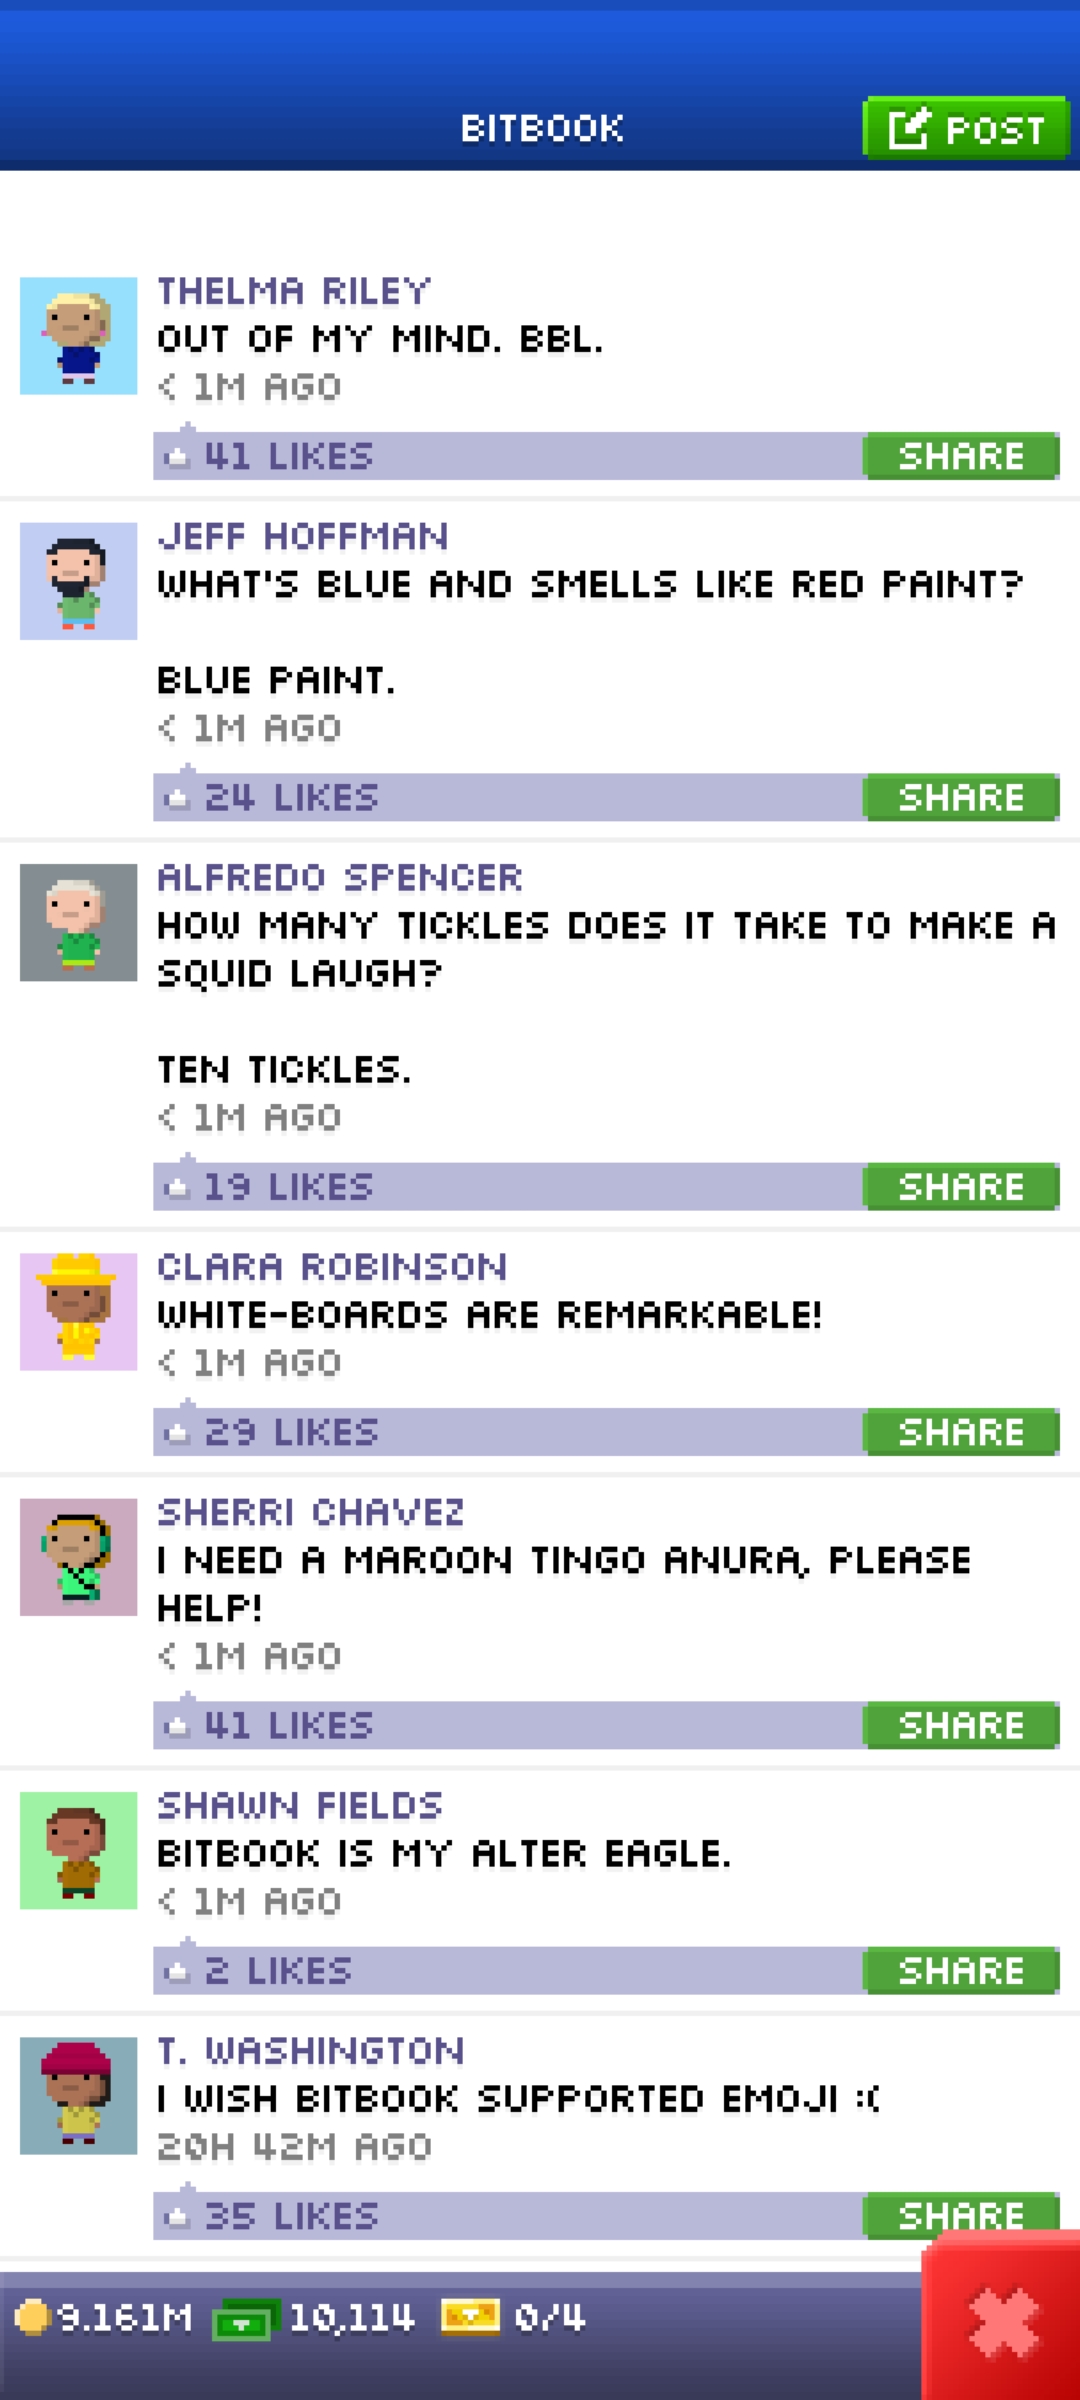 BITBOOK
POST
THELMA RILEY
OUT OF MY MIND. BBL.
< 1M AGO
41 LIKES
SHARE
JEFF HOFFMAN
WHAT'S BLUE AND SMELLS LIKE RED PAINT?
BLUE PAINT.
< 1M AGO
24 LIKES
SHARE
ALFREDO SPENCER
HOW MANY TICKLES DOES IT TAKE TO MAKE A
SQUID LAUGH?
TEN TICKLES.
< 1M AGO
19 LIKES
SHARE
CLARA ROBINSON
WHITE-BOARDS ARE REMARKABLE!
< 1M AGO
29 LIKES
SHARE
SHERRI CHAVEZ
I NEED A MAROON TINGO ANURA, PLEASE
HELP!
< 1M AGO
41 LIKES
SHARE
SHAWN FIELDS
BITBOOK IS MY ALTER EAGLE.
< 1M AGO
2 LIKES
SHARE
T. WASHINGTON
I WISH BITBOOK SUPPORTED EMOJI :(
20H 42M AGO
35 LIKES
SHARE
9.161M 10,114 0/4